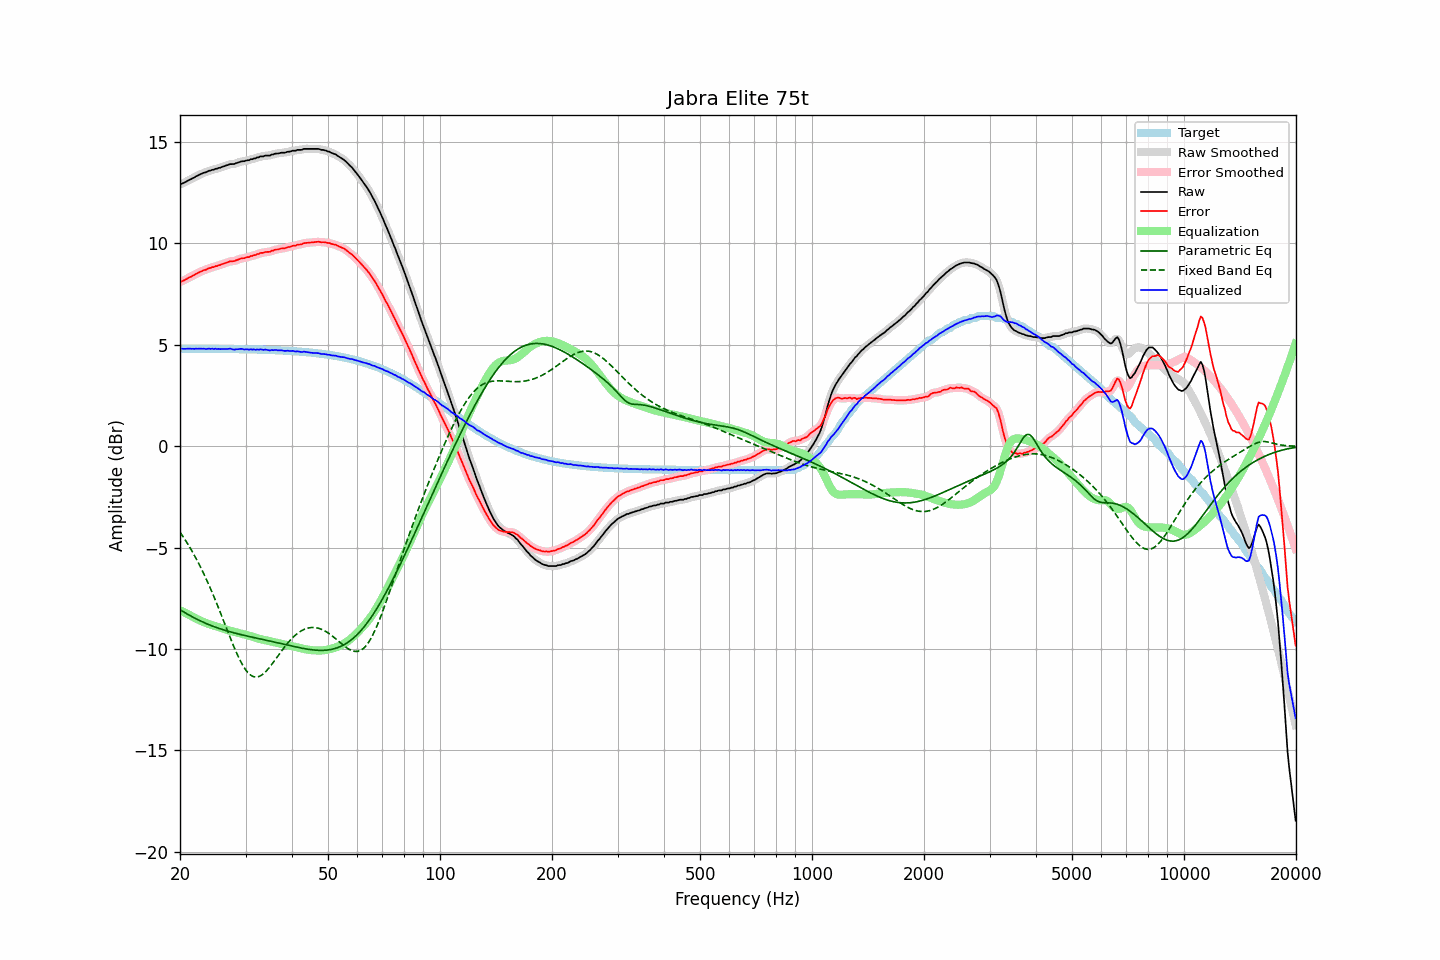 Jabra Elite 75t
Amplitude (dBr)
15
10
5
0
−5
−10
−15
−20
Target
Raw Smoothed
Error Smoothed
Raw
Error
Equalization
Parametric Eq
Fixed Band Eq
Equalized
20 50 100 200 500 1000 2000 5000 10000 20000
Frequency (Hz)